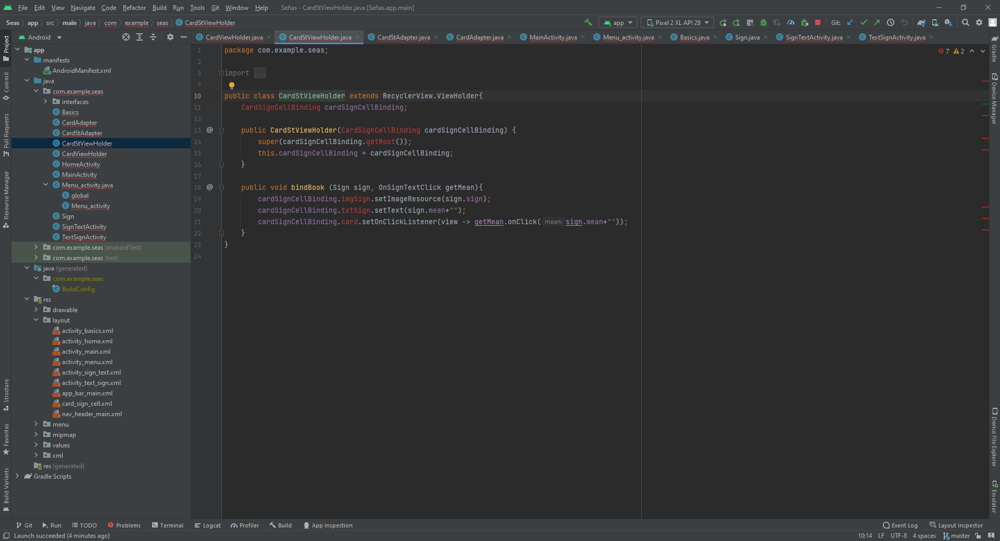 File Edit View Navigate Code Refactor Build Run Tools Git Window Help Señas - CardStViewHolder.java [Señas.app.main]
Seas app src main java com example seas CardStViewHolder app Pixel 2 XL API 28 Git:
Android CardViewHolder.java CardStViewHolder.java CardStAdapter.java CardAdapter.java MainActivity.java Menu_activity.java Basics.java Sign.java SignTextActivity.java TextSignActivity.java
Project
Commit
Pull Requests
Resource Manager
Structure
Favorites
Build Variants
app
manifests
AndroidManifest.xml
java
com.example.seas
interfaces
Basics
CardAdapter
CardStAdapter
CardStViewHolder
CardViewHolder
HomeActivity
MainActivity
Menu_activity.java
global
Menu_activity
Sign
SignTextActivity
TextSignActivity
com.example.seas (androidTest)
com.example.seas (test)
java (generated)
com.example.seas
BuildConfig
res
drawable
layout
activity_basics.xml
activity_home.xml
activity_main.xml
activity_menu.xml
activity_sign_text.xml
activity_text_sign.xml
app_bar_main.xml
card_sign_cell.xml
nav_header_main.xml
menu
mipmap
values
xml
res (generated)
Gradle Scripts
1 package com.example.seas;
2
3 import ...
9
10 public class CardStViewHolder extends RecyclerView.ViewHolder{
11 CardSignCellBinding cardSignCellBinding;
12
13 @ public CardStViewHolder(CardSignCellBinding cardSignCellBinding) {
14 super(cardSignCellBinding.getRoot());
15 this.cardSignCellBinding = cardSignCellBinding;
16 }
17
18 @ public void bindBook (Sign sign, OnSignTextClick getMean){
19 cardSignCellBinding.imgSign.setImageResource(sign.sign);
20 cardSignCellBinding.txtSign.setText(sign.mean+"");
21 cardSignCellBinding.card.setOnClickListener(view -> getMean.onClick( mean: sign.mean+""));
22 }
23 }
24
7 2
Gradle
Device Manager
Device File Explorer
Emulator
Git Run TODO Problems Terminal Logcat Profiler Build App Inspection Event Log Layout Inspector
Launch succeeded (4 minutes ago) 10:14 LF UTF-8 4 spaces master